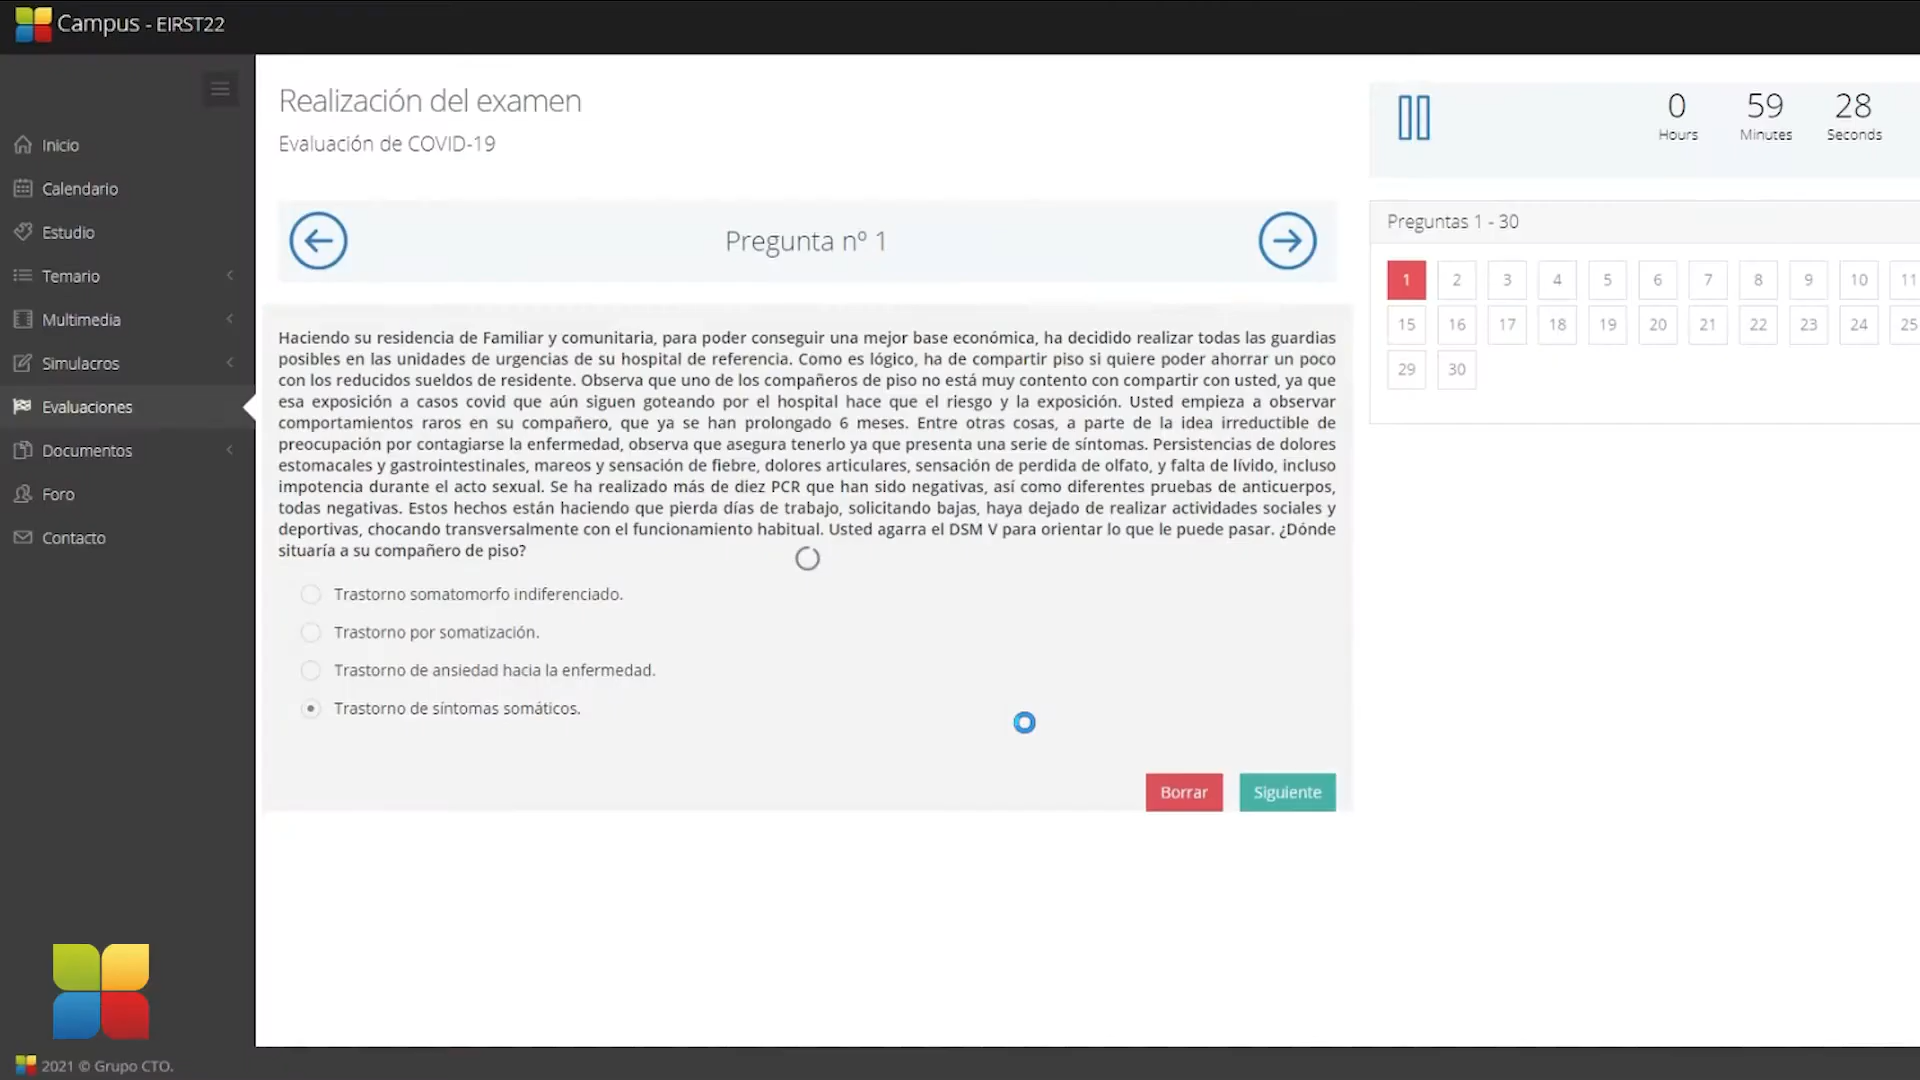 Campus - EIRST22
Inicio
Calendario
Estudio
Temario
Multimedia
Simulacros
Evaluaciones
Documentos
Foro
Contacto
2021 © Grupo CTO.
Realización del examen
Evaluación de COVID-19
Pregunta nº 1
Haciendo su residencia de Familiar y comunitaria, para poder conseguir una mejor base económica, ha decidido realizar todas las guardias
posibles en las unidades de urgencias de su hospital de referencia. Como es lógico, ha de compartir piso si quiere poder ahorrar un poco
con los reducidos sueldos de residente. Observa que uno de los compañeros de piso no está muy contento con compartir con usted, ya que
esa exposición a casos covid que aún siguen goteando por el hospital hace que el riesgo y la exposición. Usted empieza a observar
comportamientos raros en su compañero, que ya se han prolongado 6 meses. Entre otras cosas, a parte de la idea irreductible de
preocupación por contagiarse la enfermedad, observa que asegura tenerlo ya que presenta una serie de síntomas. Persistencias de dolores
estomacales y gastrointestinales, mareos y sensación de fiebre, dolores articulares, sensación de perdida de olfato, y falta de lívido, incluso
impotencia durante el acto sexual. Se ha realizado más de diez PCR que han sido negativas, así como diferentes pruebas de anticuerpos,
todas negativas. Estos hechos están haciendo que pierda días de trabajo, solicitando bajas, haya dejado de realizar actividades sociales y
deportivas, chocando transversalmente con el funcionamiento habitual. Usted agarra el DSM V para orientar lo que le puede pasar. ¿Dónde
situaría a su compañero de piso?
Trastorno somatomorfo indiferenciado.
Trastorno por somatización.
Trastorno de ansiedad hacia la enfermedad.
Trastorno de síntomas somáticos.
Borrar Siguiente
0 59 28
Hours Minutes Seconds
Preguntas 1 - 30
1 2 3 4 5 6 7 8 9 10 11
15 16 17 18 19 20 21 22 23 24 25
29 30